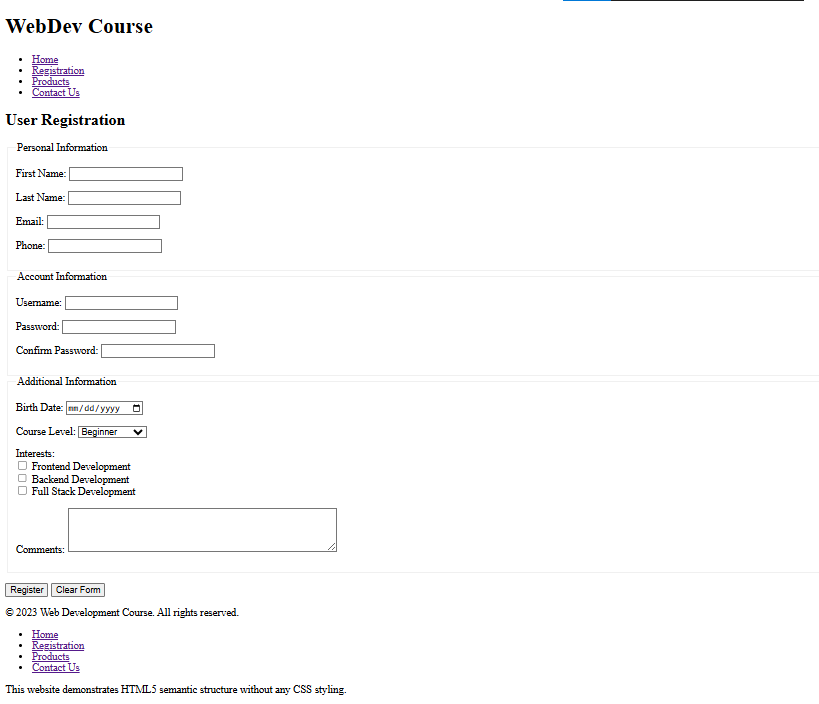 WebDev Course
Home
Registration
Products
Contact Us
User Registration
Personal Information
First Name:
Last Name:
Email:
Phone:
Account Information
Username:
Password:
Confirm Password:
Additional Information
Birth Date: mm/dd/yyyy
Course Level: Beginner
Interests:
Frontend Development
Backend Development
Full Stack Development
Comments:
Register Clear Form
© 2023 Web Development Course. All rights reserved.
Home
Registration
Products
Contact Us
This website demonstrates HTML5 semantic structure without any CSS styling.